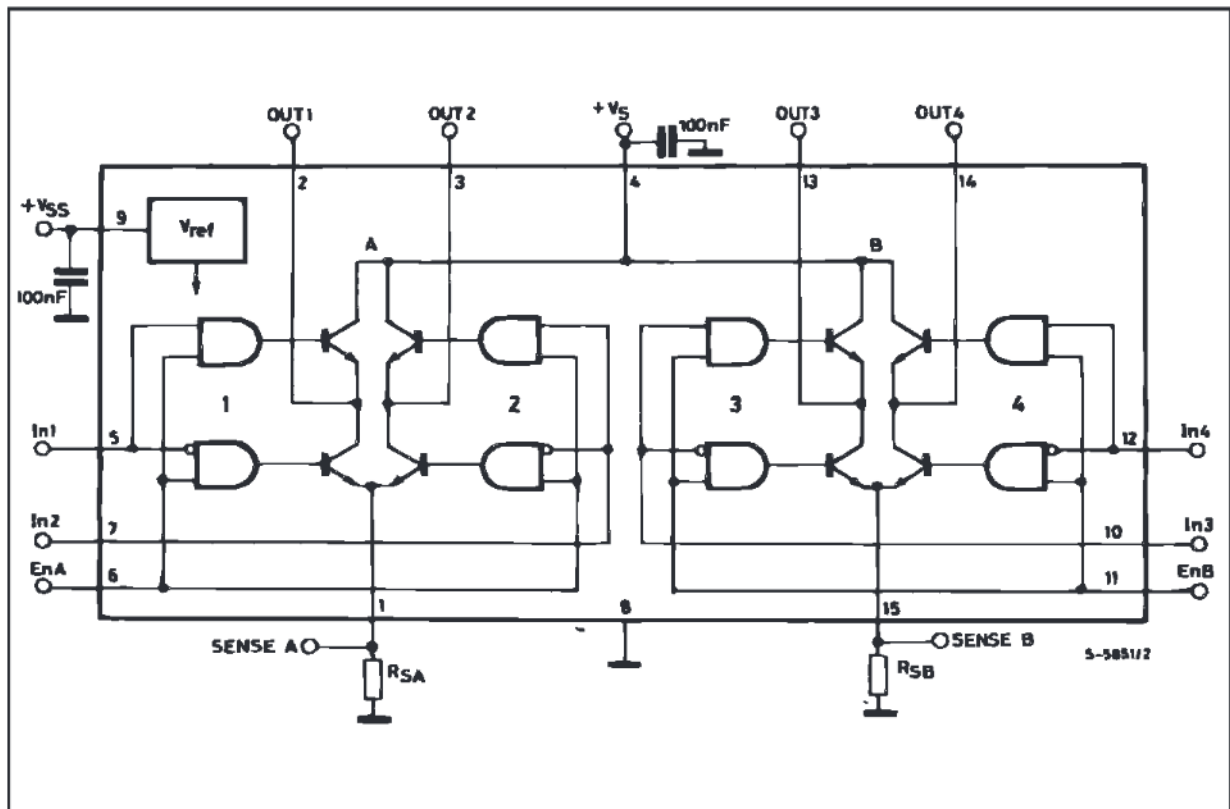 OUT1
OUT2
+VS
100nF
OUT3
OUT4
2
3
4
13
14
+VSS
9
Vref
A
B
100nF
1
2
3
4
In1
5
12
In4
In2
7
10
In3
EnA
6
11
EnB
1
8
15
SENSE A
SENSE B
S-5851/2
RSA
RSB